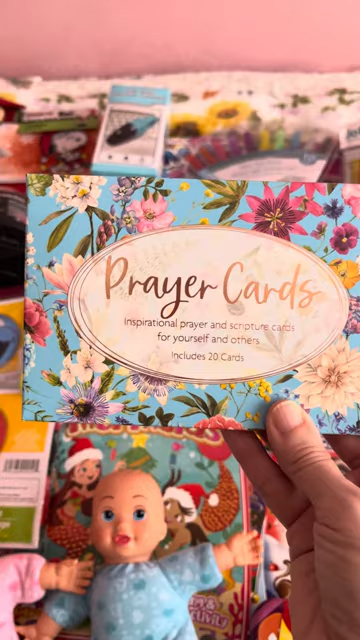 Prayer Cards
Inspirational prayer and scripture cards
for yourself and others
Includes 20 Cards